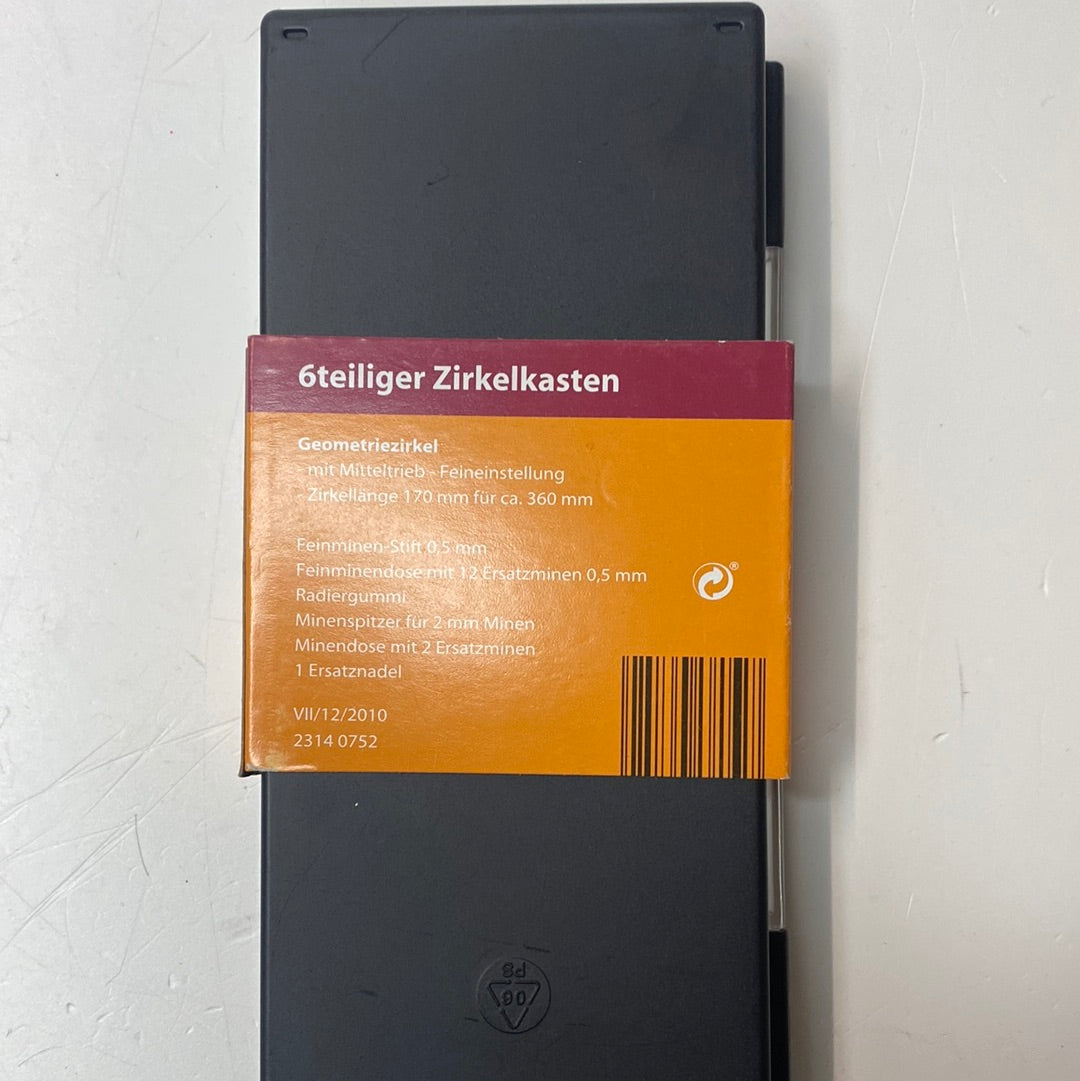 6teiliger Zirkelkasten
Geometriezirkel
- mit Mitteltrieb - Feineinstellung
- Zirkellänge 170 mm für ca. 360 mm
Feinminen-Stift 0,5 mm
Feinminendose mit 12 Ersatzminen 0,5 mm
®
Radiergummi
Minenspitzer für 2 mm Minen
Minendose mit 2 Ersatzminen
1 Ersatznadel
VII/12/2010
2314 0752
06
PS